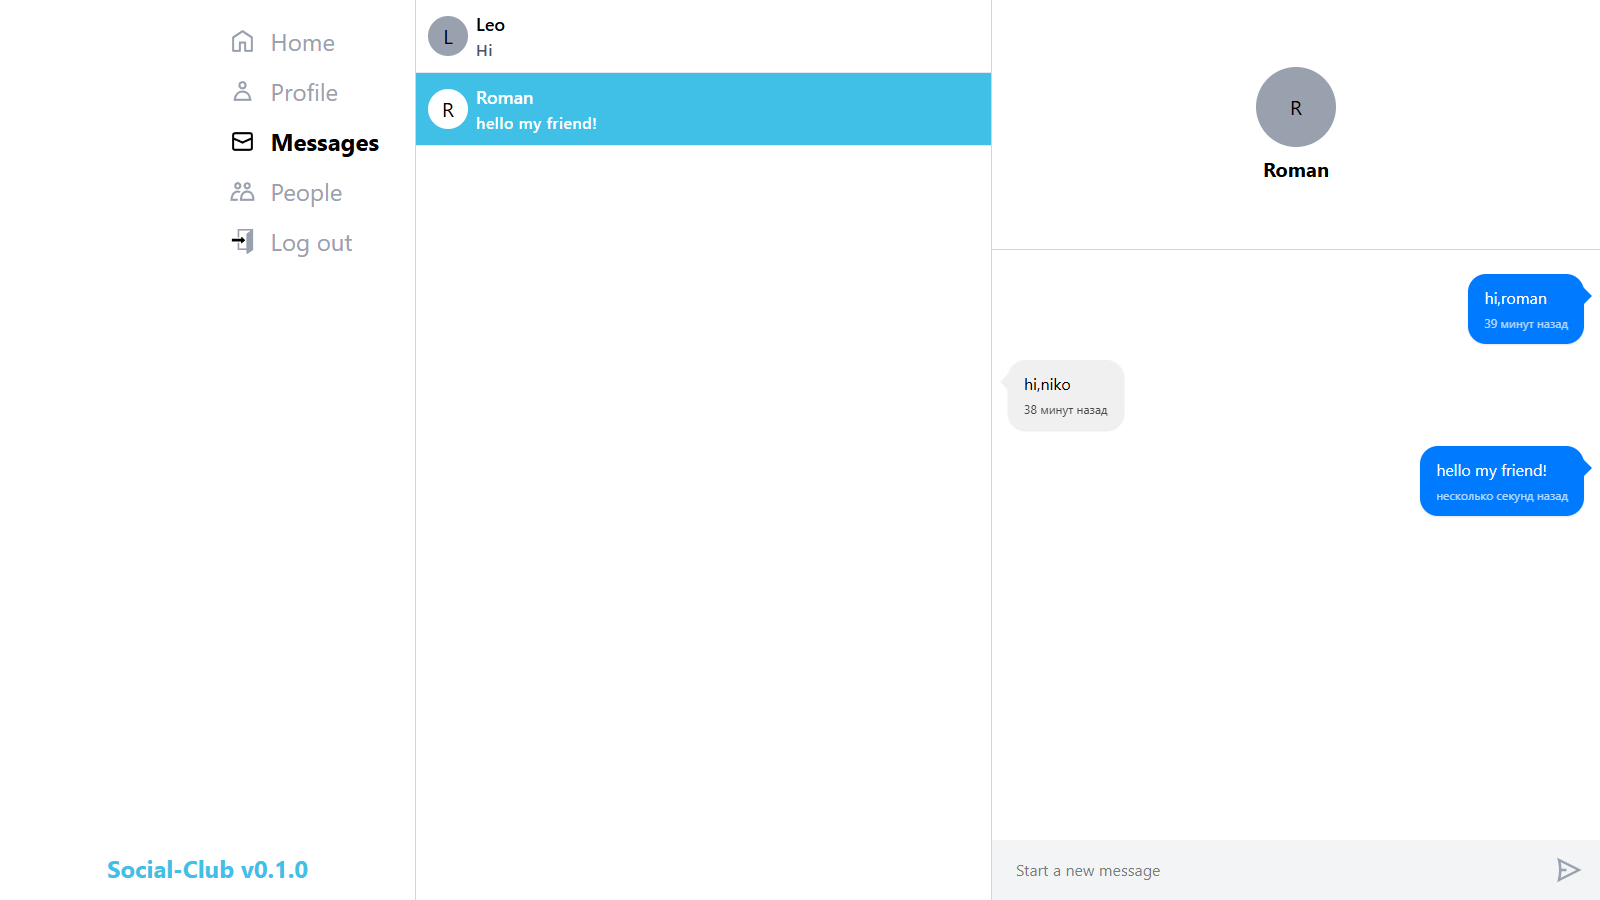 Home
Profile
Messages
People
Log out
Social-Club v0.1.0
L
Leo
Hi
R
Roman
hello my friend!
R
Roman
hi,roman
39 минут назад
hi,niko
38 минут назад
hello my friend!
несколько секунд назад
Start a new message